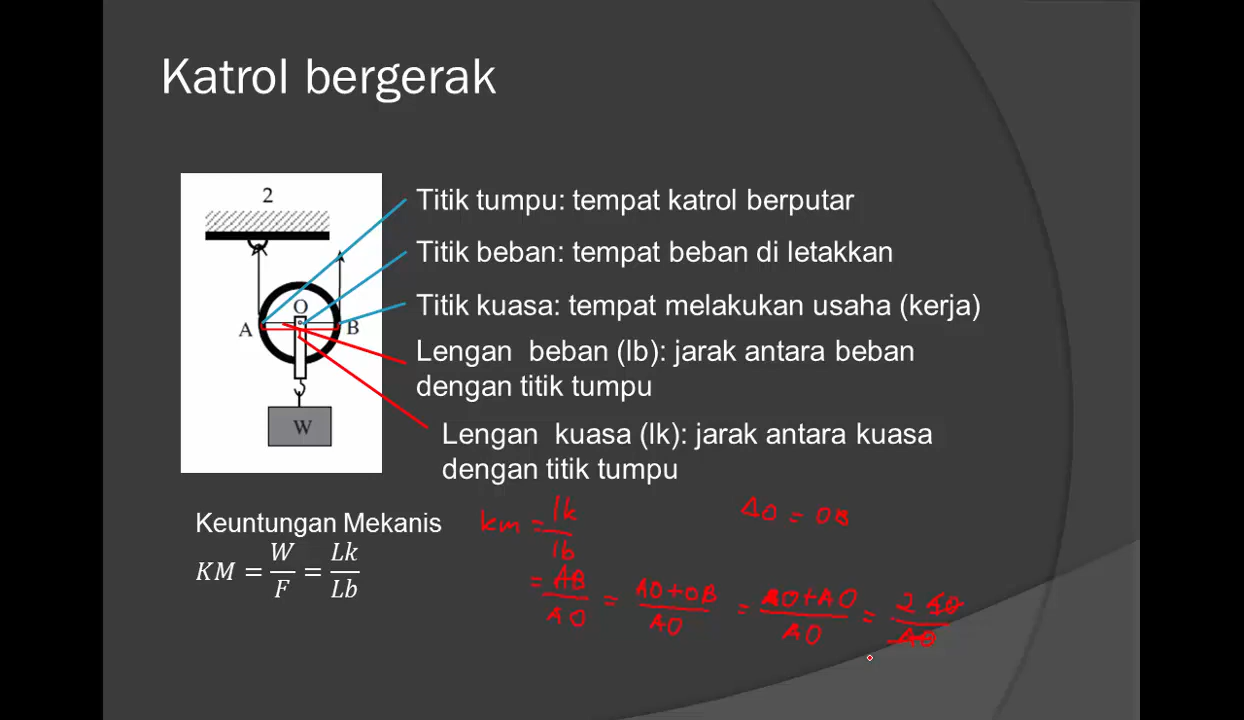 Katrol bergerak
2
O
A
B
W
Titik tumpu: tempat katrol berputar
Titik beban: tempat beban di letakkan
Titik kuasa: tempat melakukan usaha (kerja)
Lengan beban (lb): jarak antara beban
dengan titik tumpu
Lengan kuasa (lk): jarak antara kuasa
dengan titik tumpu
Keuntungan Mekanis
KM = W/F = Lk/Lb
km = lk/lb
AO = OB
= AB/AO = AO+OB/AO = AO+AO/AO = 2 AO/AO